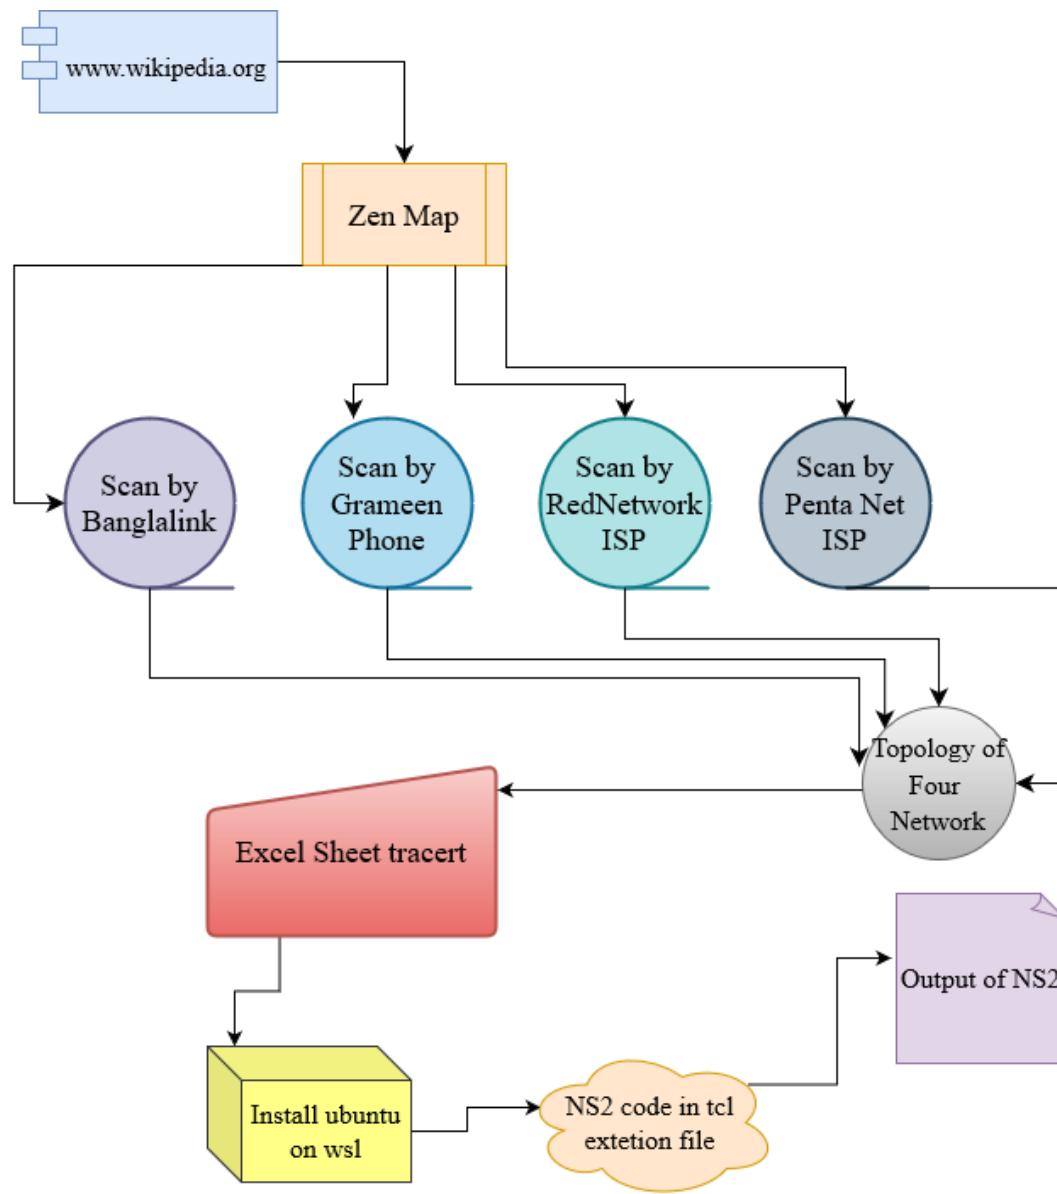 www.wikipedia.org
Zen Map
Scan by
Banglalink
Scan by
Grameen
Phone
Scan by
RedNetwork
ISP
Scan by
Penta Net
ISP
Topology of
Four
Network
Excel Sheet tracert
Output of NS2
Install ubuntu
on wsl
NS2 code in tcl
extetion file